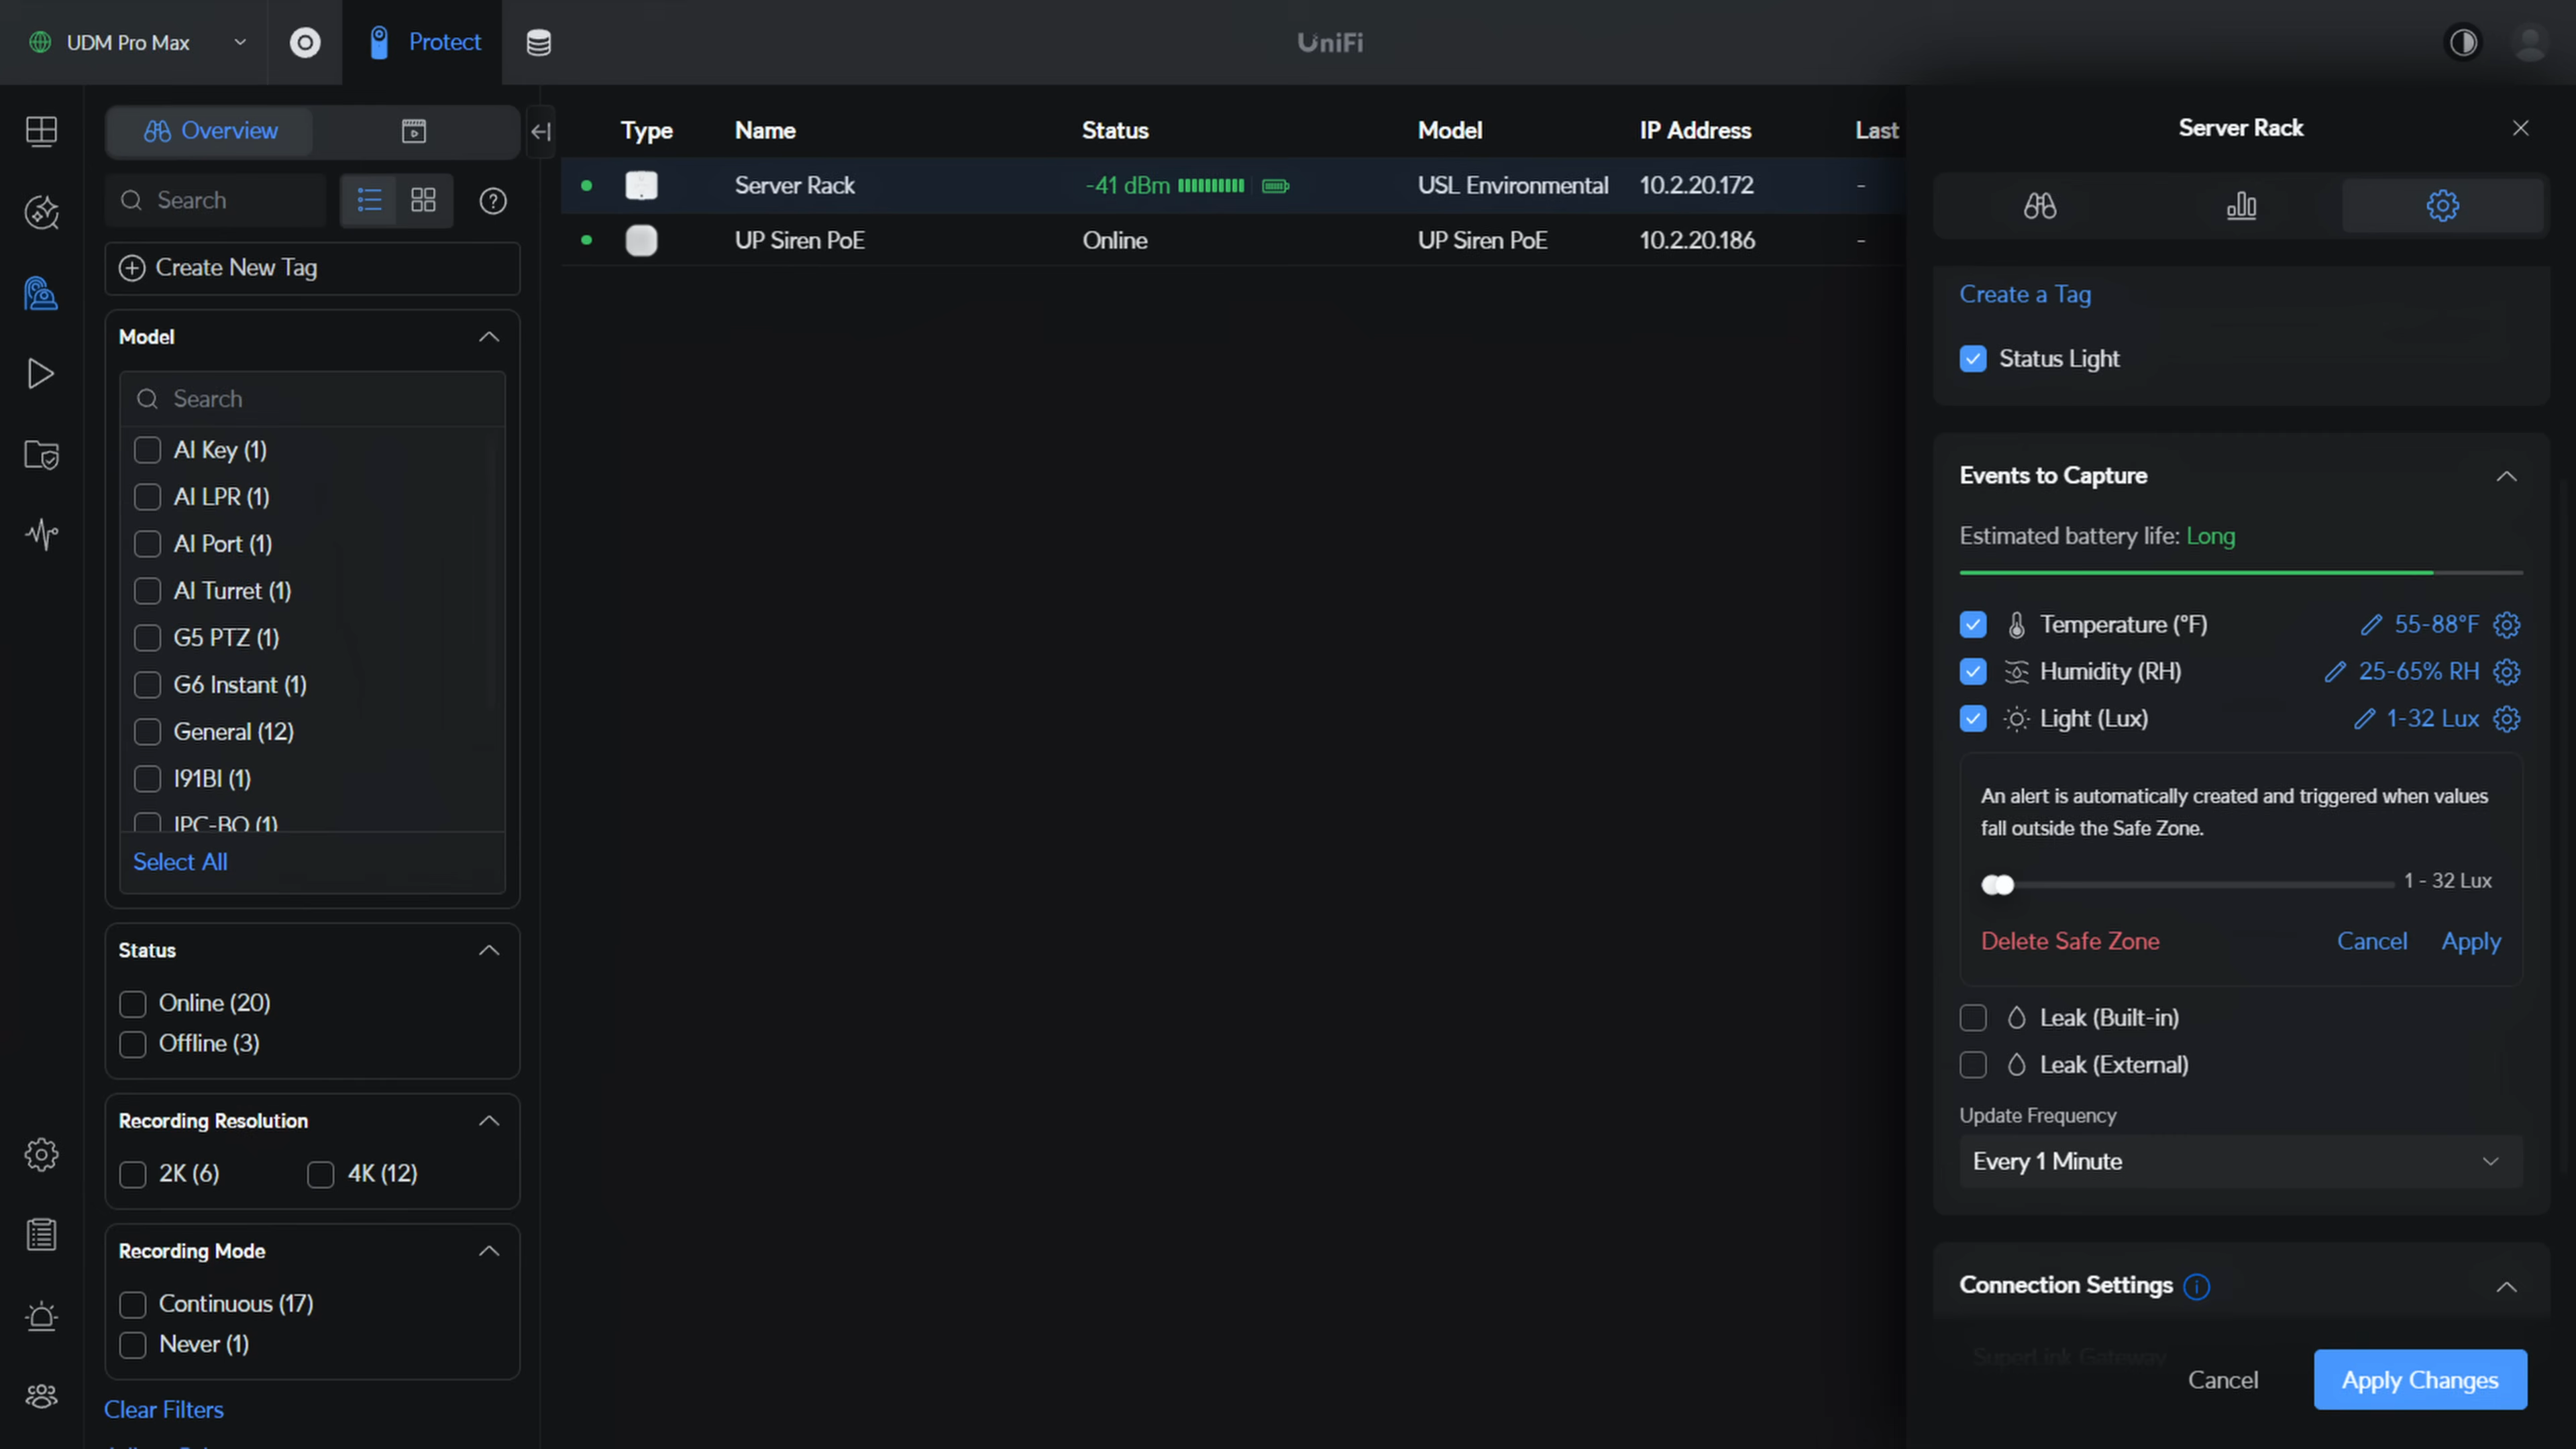 UDM Pro Max
Protect
UniFi
Overview
Search
Create New Tag
Model
Search
AI Key (1)
AI LPR (1)
AI Port (1)
AI Turret (1)
G5 PTZ (1)
G6 Instant (1)
General (12)
I91BI (1)
IPC-BO (1)
Select All
Status
Online (20)
Offline (3)
Recording Resolution
2K (6) 4K (12)
Recording Mode
Continuous (17)
Never (1)
Clear Filters
Type Name Status Model IP Address Last
Server Rack -41 dBm USL Environmental 10.2.20.172 -
UP Siren PoE Online UP Siren PoE 10.2.20.186 -
Server Rack
Create a Tag
Status Light
Events to Capture
Estimated battery life: Long
Temperature (°F) 55-88°F
Humidity (RH) 25-65% RH
Light (Lux) 1-32 Lux
An alert is automatically created and triggered when values
fall outside the Safe Zone.
1 - 32 Lux
Delete Safe Zone Cancel Apply
Leak (Built-in)
Leak (External)
Update Frequency
Every 1 Minute
Connection Settings
SuperLink Gateway
Cancel Apply Changes